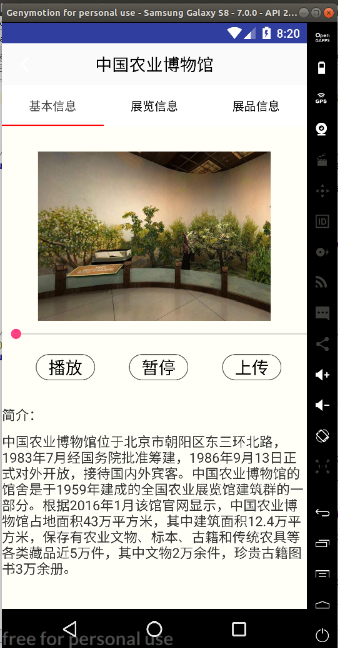 Genymotion for personal use - Samsung Galaxy S8 - 7.0.0 - API 2...
8:20
中国农业博物馆
基本信息
展览信息
展品信息
播放
暂停
上传
简介：
中国农业博物馆位于北京市朝阳区东三环北路，
1983年7月经国务院批准筹建，1986年9月13日正
式对外开放，接待国内外宾客。中国农业博物馆的
馆舍是于1959年建成的全国农业展览馆建筑群的一
部分。根据2016年1月该馆官网显示，中国农业博
物馆占地面积43万平方米，其中建筑面积12.4万平
方米，保存有农业文物、标本、古籍和传统农具等
各类藏品近5万件，其中文物2万余件，珍贵古籍图
书3万余册。
free for personal use
Open
GAPPS
GPS
ID